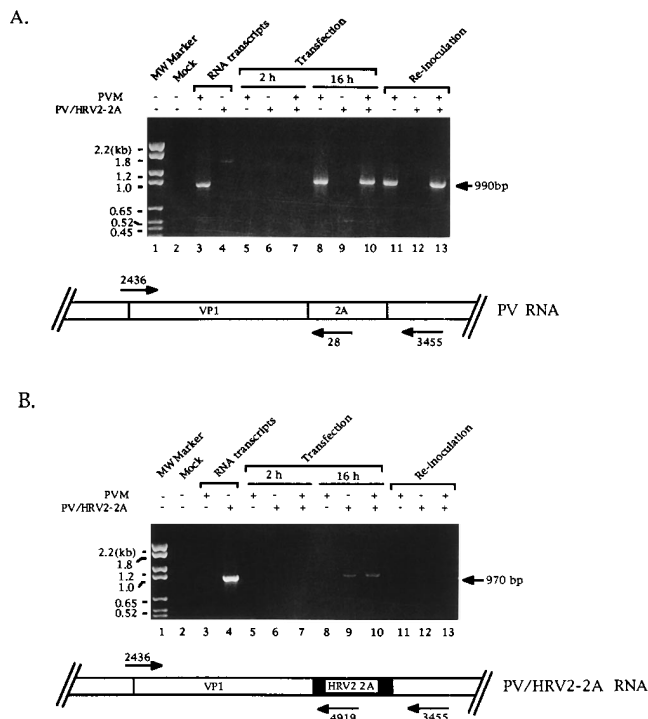 A.
MW Marker
Mock
RNA transcripts
Transfection
Re-inoculation
2 h
16 h
PVM + - + - + + - + + - +
PV/HRV2-2A - + - + + - + + - + +
2.2(kb)
1.8
1.2
1.0
0.65
0.52
0.45
990bp
1 2 3 4 5 6 7 8 9 10 11 12 13
2436
VP1
2A
PV RNA
28
3455
B.
MW Marker
Mock
RNA transcripts
Transfection
Re-inoculation
2 h
16 h
PVM + - + - + + - + + - +
PV/HRV2-2A - + - + + - + + - + +
2.2(kb)
1.8
1.2
1.0
0.65
0.52
970 bp
1 2 3 4 5 6 7 8 9 10 11 12 13
2436
VP1
HRV2 2A
PV/HRV2-2A RNA
4919
3455